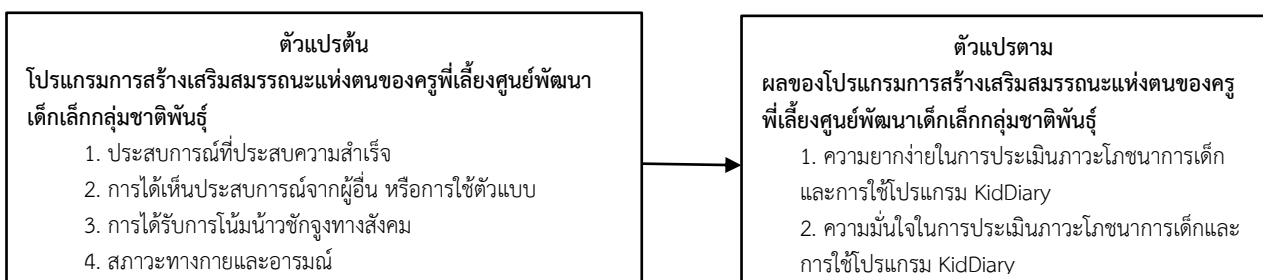 ตัวแปรต้น
โปรแกรมการสร้างเสริมสมรรถนะแห่งตนของครูพี่เลี้ยงศูนย์พัฒนา
เด็กเล็กกลุ่มชาติพันธุ์
1. ประสบการณ์ที่ประสบความสำเร็จ
2. การได้เห็นประสบการณ์จากผู้อื่น หรือการใช้ตัวแบบ
3. การได้รับการโน้มน้าวชักจูงทางสังคม
4. สภาวะทางกายและอารมณ์
ตัวแปรตาม
ผลของโปรแกรมการสร้างเสริมสมรรถนะแห่งตนของครู
พี่เลี้ยงศูนย์พัฒนาเด็กเล็กกลุ่มชาติพันธุ์
1. ความยากง่ายในการประเมินภาวะโภชนาการเด็ก
และการใช้โปรแกรม KidDiary
2. ความมั่นใจในการประเมินภาวะโภชนาการเด็กและ
การใช้โปรแกรม KidDiary